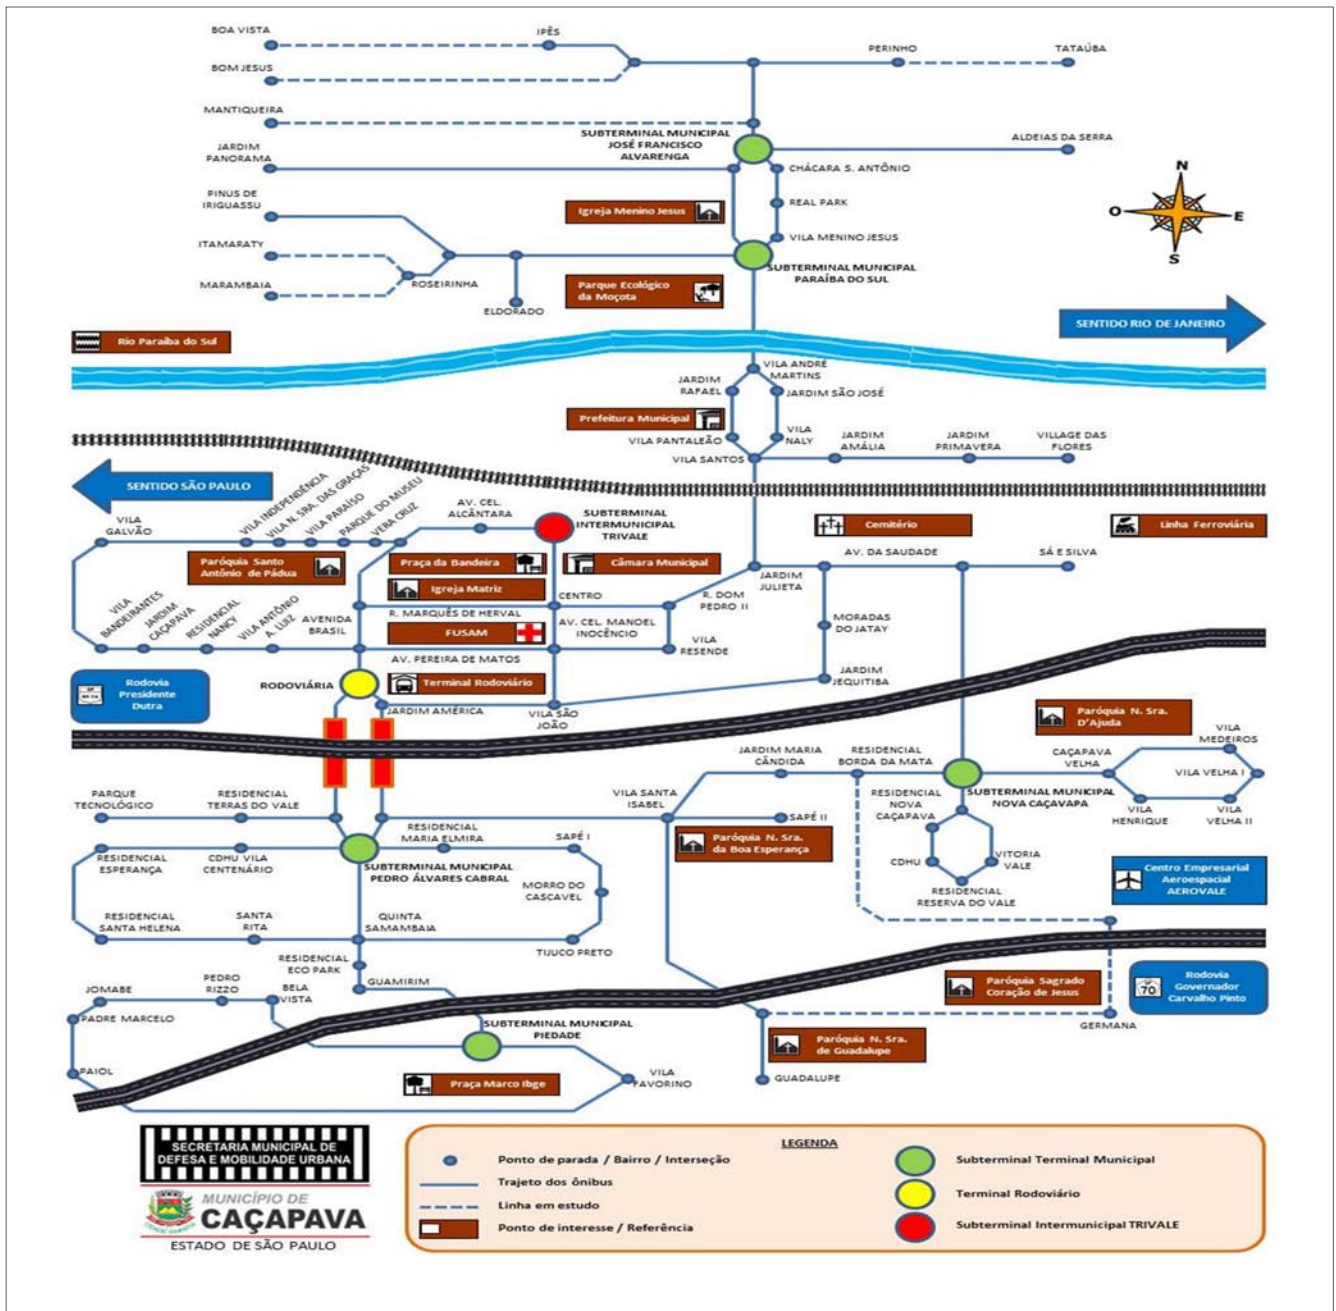 BOA VISTA
IPÊS
PERINHO
TATAÚBA
BOM JESUS
MANTIQUEIRA
SUBTERMINAL MUNICIPAL
JOSÉ FRANCISCO
ALVARENGA
ALDEIAS DA SERRA
JARDIM
PANORAMA
CHÁCARA S. ANTÔNIO
N
O
E
S
PINUS DE
IRIGUASSU
Igreja Menino Jesus
REAL PARK
VILA MENINO JESUS
ITAMARATY
SUBTERMINAL MUNICIPAL
PARAÍBA DO SUL
MARAMBAIA
ROSEIRINHA
ELDORADO
Parque Ecológico
da Moçota
SENTIDO RIO DE JANEIRO
Rio Paraíba do Sul
VILA ANDRÉ
MARTINS
JARDIM
RAFAEL
JARDIM SÃO JOSÉ
Prefeitura Municipal
VILA PANTALEÃO
VILA
NALY
JARDIM
AMÁLIA
JARDIM
PRIMAVERA
VILLAGE DAS
FLORES
VILA SANTOS
SENTIDO SÃO PAULO
VILA
GALVÃO
VILA INDEPENDÊNCIA
VILA N. SRA. DAS GRAÇAS
VILA PARAÍSO
PARQUE DO MUSEU
VERA CRUZ
AV. CEL.
ALCÂNTARA
SUBTERMINAL
INTERMUNICIPAL
TRIVALE
Cemitério
Linha Ferroviária
Paróquia Santo
Antônio de Pádua
Praça da Bandeira
Câmara Municipal
AV. DA SAUDADE
SÁ E SILVA
JARDIM
JULIETA
Igreja Matriz
R. MARQUÊS DE HERVAL
CENTRO
R. DOM
PEDRO II
VILA
BANDEIRANTES
JARDIM
CAÇAPAVA
RESIDENCIAL
NANCY
VILA ANTÔNIO
A. LUIZ
AVENIDA
BRASIL
FUSAM
AV. CEL. MANOEL
INOCÊNCIO
VILA
RESENDE
MORADAS
DO JATAY
AV. PEREIRA DE MATOS
RODOVIÁRIA
Terminal Rodoviário
JARDIM
JEQUITIBA
SP
BR 116
Rodovia
Presidente
Dutra
JARDIM AMÉRICA
VILA SÃO
JOÃO
Paróquia N. Sra.
D'Ajuda
VILA
MEDEIROS
JARDIM MARIA
CÂNDIDA
RESIDENCIAL
BORDA DA MATA
CAÇAPAVA
VELHA
VILA VELHA I
PARQUE
TECNOLÓGICO
RESIDENCIAL
TERRAS DO VALE
VILA SANTA
ISABEL
RESIDENCIAL
NOVA
CAÇAPAVA
SUBTERMINAL MUNICIPAL
NOVA CAÇAVAPA
VILA
HENRIQUE
VILA
VELHA II
SAPÉ II
RESIDENCIAL
MARIA ELMIRA
SAPÉ I
Paróquia N. Sra.
da Boa Esperança
RESIDENCIAL
ESPERANÇA
CDHU VILA
CENTENÁRIO
SUBTERMINAL MUNICIPAL
PEDRO ÁLVARES CABRAL
CDHU
VITORIA
VALE
RESIDENCIAL
RESERVA DO VALE
Centro Empresarial
Aeroespacial
AEROVALE
MORRO DO
CASCAVEL
RESIDENCIAL
SANTA HELENA
SANTA
RITA
QUINTA
SAMAMBAIA
TIJUCO PRETO
RESIDENCIAL
ECO PARK
GUAMIRIM
JOMABE
PEDRO
RIZZO
BELA
VISTA
Paróquia Sagrado
Coração de Jesus
SP
70
Rodovia
Governador
Carvalho Pinto
PADRE MARCELO
SUBTERMINAL MUNICIPAL
PIEDADE
GERMANA
Paróquia N. Sra.
de Guadalupe
PAIOL
Praça Marco Ibge
VILA
FAVORINO
GUADALUPE
SECRETARIA MUNICIPAL DE
DEFESA E MOBILIDADE URBANA
MUNICÍPIO DE
CAÇAPAVA
ESTADO DE SÃO PAULO
LEGENDA
Ponto de parada / Bairro / Interseção
Trajeto dos ônibus
Linha em estudo
Ponto de interesse / Referência
Subterminal Terminal Municipal
Terminal Rodoviário
Subterminal Intermunicipal TRIVALE